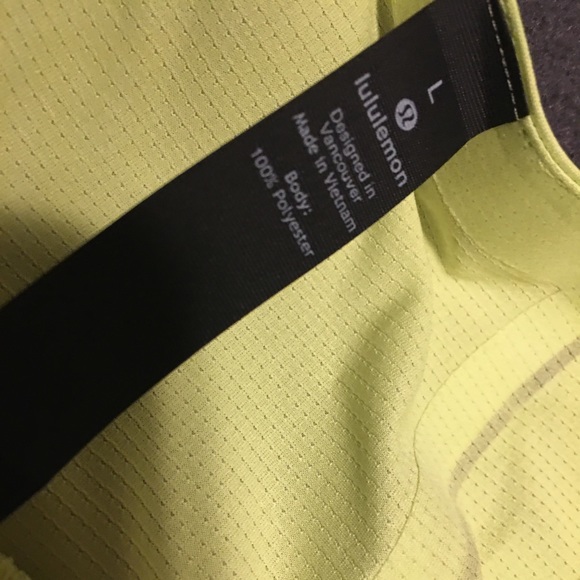 L
lululemon
Designed in
Vancouver
Made in Vietnam
Body:
100% Polyester